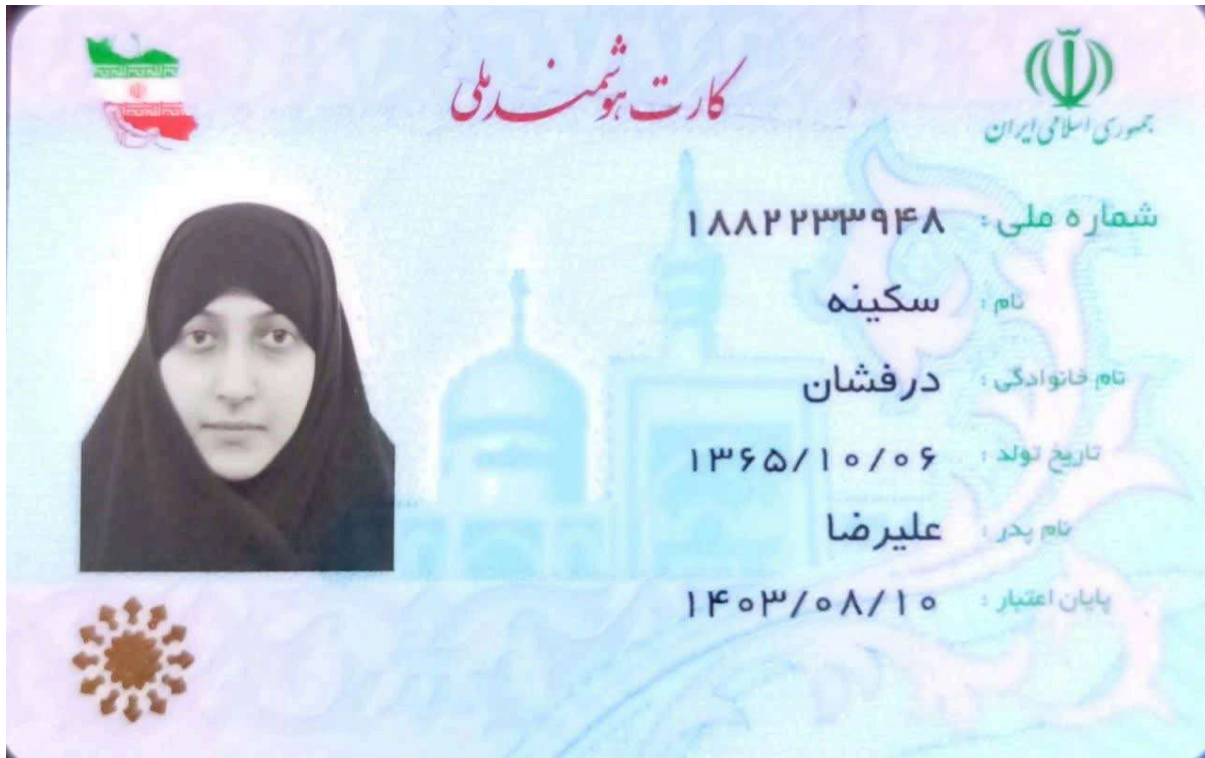 کارت هوشمند ملی
جمهوری اسلامی ایران
شماره ملی : ۱۸۸۲۲۳۳۹۴۸
نام : سکینه
نام خانوادگی : درفشان
تاریخ تولد : ۱۳۶۵/۱۰/۰۶
نام پدر : علیرضا
پایان اعتبار : ۱۴۰۳/۰۸/۱۰